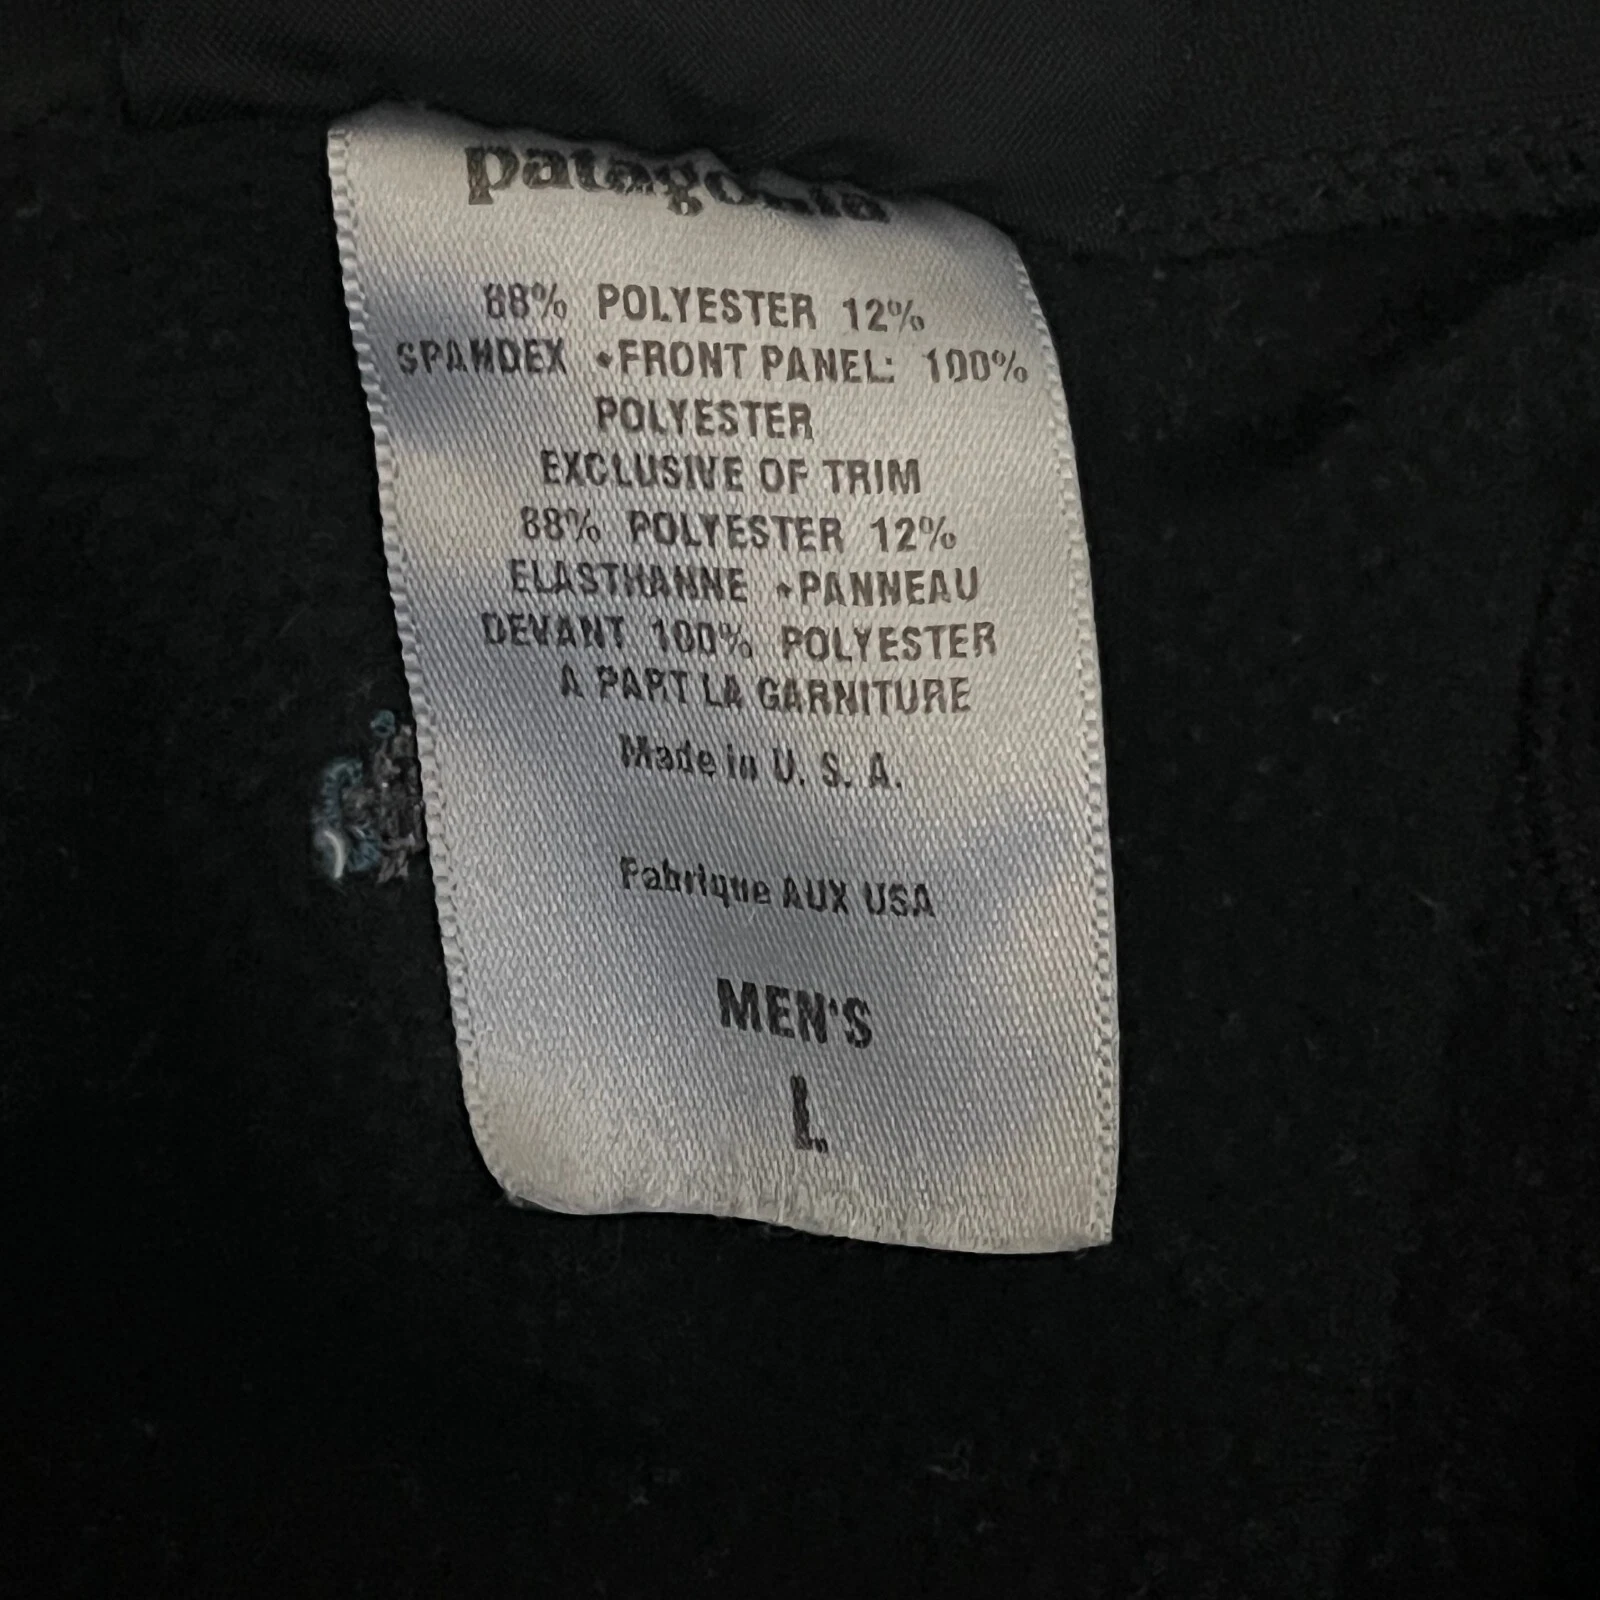 patagonia
88% POLYESTER 12%
SPANDEX •FRONT PANEL: 100%
POLYESTER
EXCLUSIVE OF TRIM
88% POLYESTER 12%
ELASTHANNE •PANNEAU
DEVANT 100% POLYESTER
A PART LA GARNITURE
Made in U. S. A.
Fabrique AUX USA
MEN'S
L